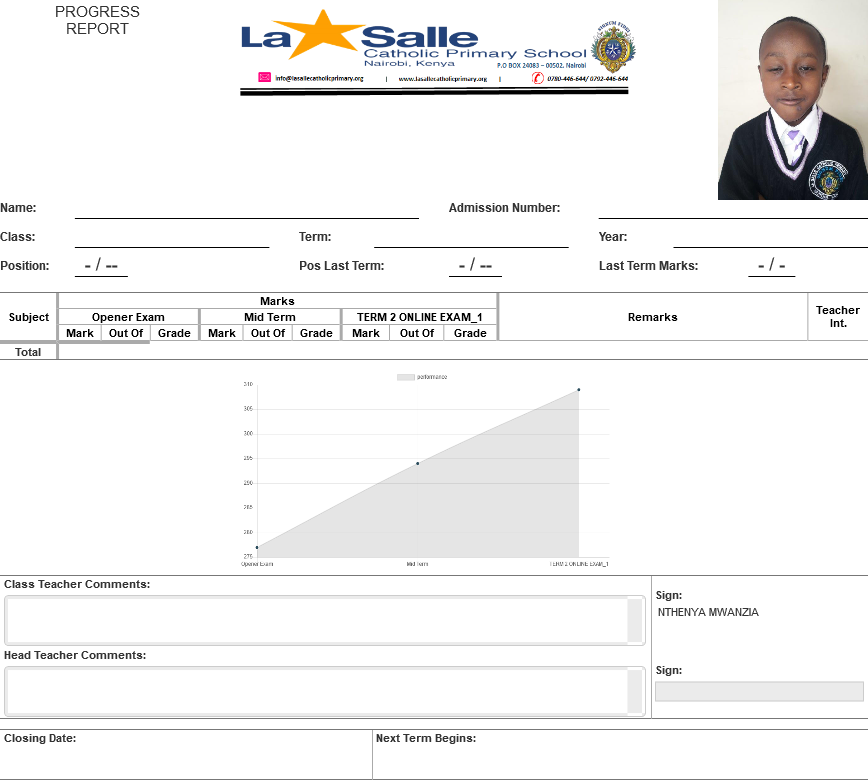 PROGRESS
REPORT
La Salle
Catholic Primary School
Nairobi, Kenya
P.O BOX 24083 – 00502, Nairobi
info@lasallecatholicprimary.org | www.lasallecatholicprimary.org | 0780-446-644/ 0792-446-644
Name: Admission Number:
Class: Term: Year:
Position: - / -- Pos Last Term: - / -- Last Term Marks: - / -
Subject Marks Remarks Teacher Int.
Opener Exam Mid Term TERM 2 ONLINE EXAM_1
Mark Out Of Grade Mark Out Of Grade Mark Out Of Grade
Total
performance
310
305
300
295
290
285
280
275
Opener Exam Mid Term TERM 2 ONLINE EXAM_1
Class Teacher Comments:
Sign:
NTHENYA MWANZIA
Head Teacher Comments:
Sign:
Closing Date: Next Term Begins: